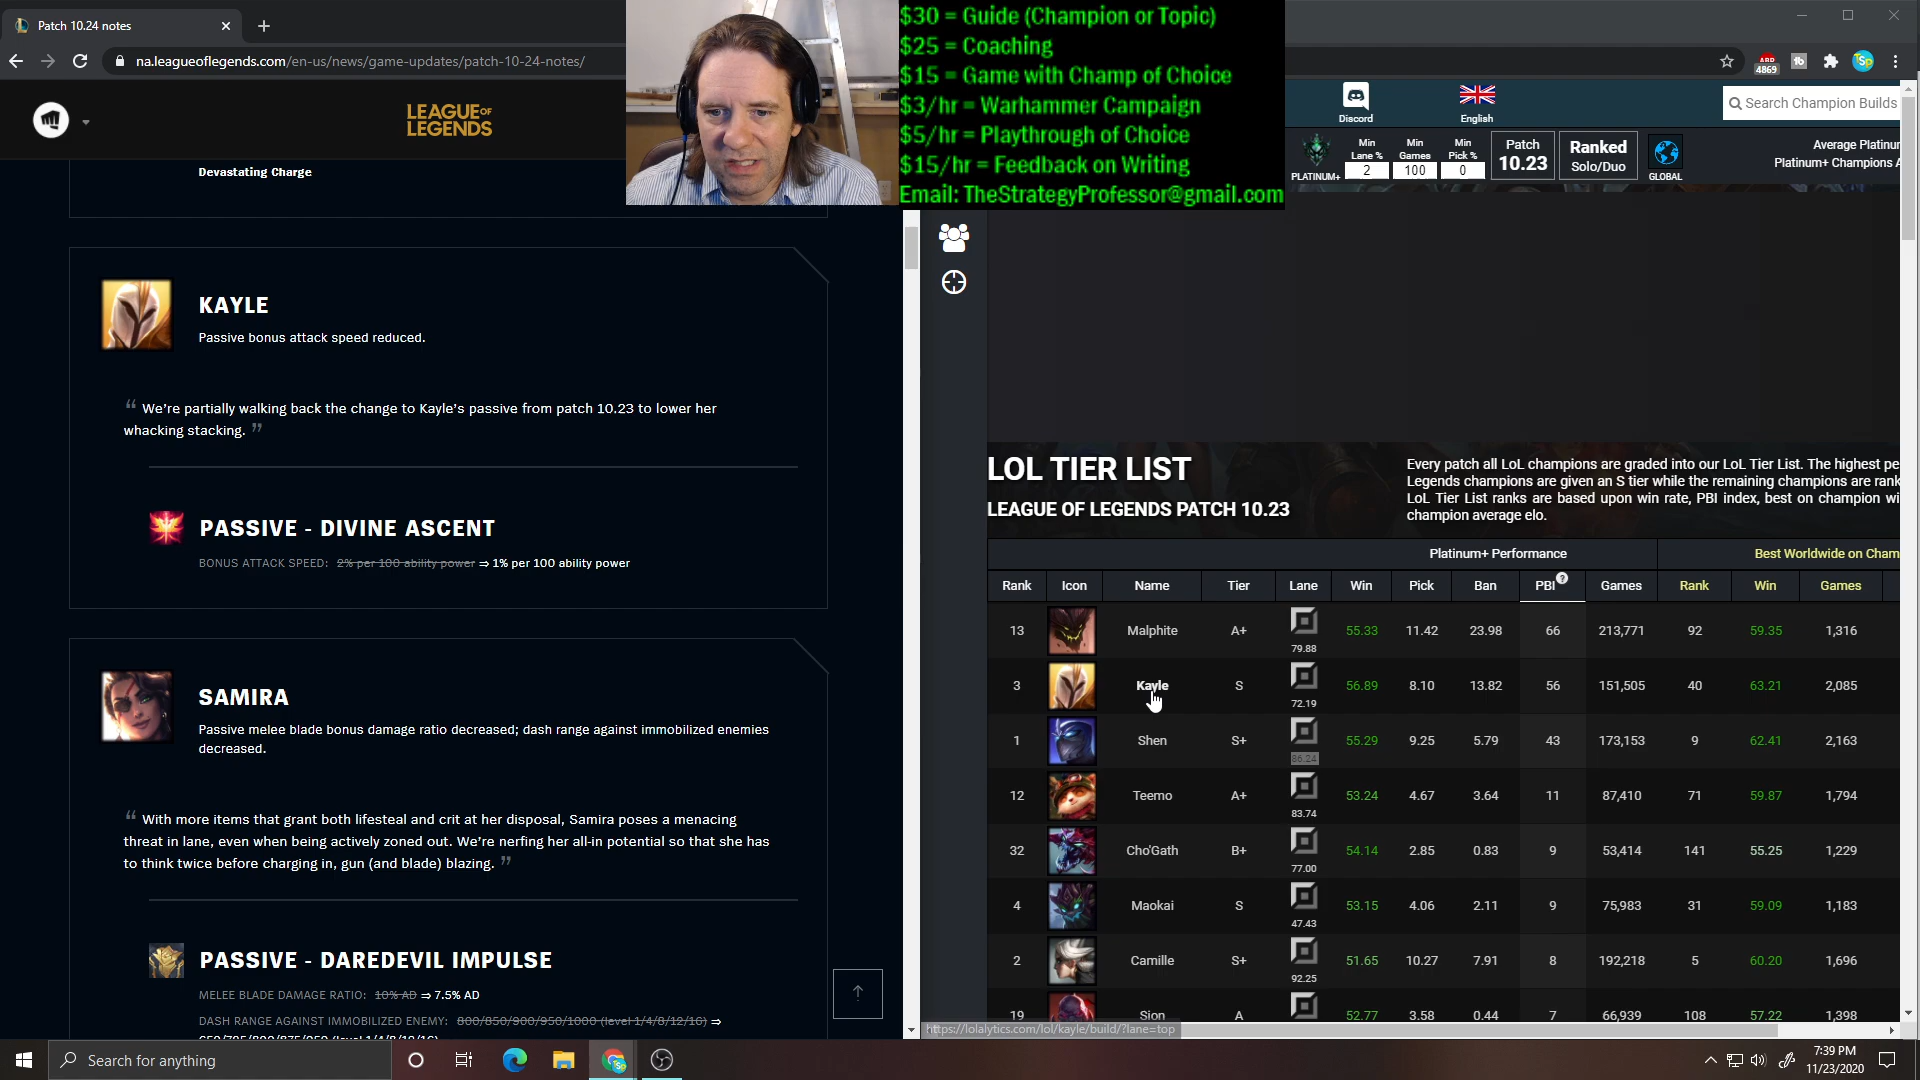 Patch 10.24 notes
na.leagueoflegends.com/en-us/news/game-updates/patch-10-24-notes/
LEAGUE OF
LEGENDS
Devastating Charge
KAYLE
Passive bonus attack speed reduced.
“ We’re partially walking back the change to Kayle’s passive from patch 10.23 to lower her
whacking stacking. ”
PASSIVE - DIVINE ASCENT
BONUS ATTACK SPEED: 2% per 100 ability power ⇒ 1% per 100 ability power
SAMIRA
Passive melee blade bonus damage ratio decreased; dash range against immobilized enemies
decreased.
“ With more items that grant both lifesteal and crit at her disposal, Samira poses a menacing
threat in lane, even when being actively zoned out. We’re nerfing her all-in potential so that she has
to think twice before charging in, gun (and blade) blazing. ”
PASSIVE - DAREDEVIL IMPULSE
MELEE BLADE DAMAGE RATIO: 10% AD ⇒ 7.5% AD
DASH RANGE AGAINST IMMOBILIZED ENEMY: 800/850/900/950/1000 (level 1/4/8/12/16) ⇒
$30 = Guide (Champion or Topic)
$25 = Coaching
$15 = Game with Champ of Choice
$3/hr = Warhammer Campaign
$5/hr = Playthrough of Choice
$15/hr = Feedback on Writing
Email: TheStrategyProfessor@gmail.com
ABP
4869
tb
TSp
Discord
English
Search Champion Builds
PLATINUM+
Min Lane % 2
Min Games 100
Min Pick % 0
Patch 10.23
Ranked Solo/Duo
GLOBAL
Average Platinum
Platinum+ Champions A
LOL TIER LIST
LEAGUE OF LEGENDS PATCH 10.23
Every patch all LoL champions are graded into our LoL Tier List. The highest pe
Legends champions are given an S tier while the remaining champions are rank
LoL Tier List ranks are based upon win rate, PBI index, best on champion wi
champion average elo.
Platinum+ Performance Best Worldwide on Cham
Rank Icon Name Tier Lane Win Pick Ban PBI ? Games Rank Win Games
13 Malphite A+ 79.88 55.33 11.42 23.98 66 213,771 92 59.35 1,316
3 Kayle S 72.19 56.89 8.10 13.82 56 151,505 40 63.21 2,085
1 Shen S+ 86.24 55.29 9.25 5.79 43 173,153 9 62.41 2,163
12 Teemo A+ 83.74 53.24 4.67 3.64 11 87,410 71 59.87 1,794
32 Cho'Gath B+ 77.00 54.14 2.85 0.83 9 53,414 141 55.25 1,229
4 Maokai S 47.43 53.15 4.06 2.11 9 75,983 31 59.09 1,183
2 Camille S+ 92.25 51.65 10.27 7.91 8 192,218 5 60.20 1,696
19 Sion A 52.77 3.58 0.44 7 66,939 108 57.22 1,398
https://lolalytics.com/lol/kayle/build/?lane=top
Search for anything
TSp
7:39 PM
11/23/2020